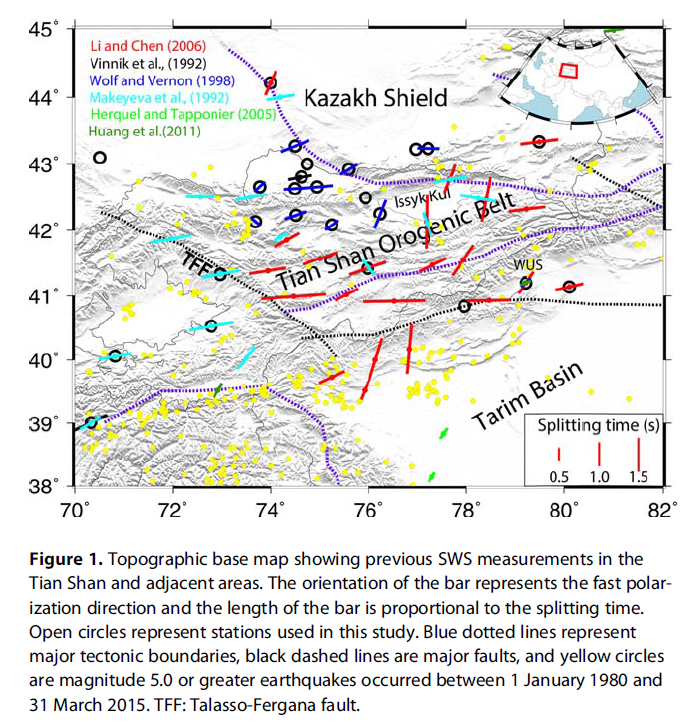 45°
Li and Chen (2006)
Vinnik et al., (1992)
Wolf and Vernon (1998)
Makeyeva et al., (1992)
Herquel and Tapponier (2005)
Huang et al.(2011)
44°
Kazakh Shield
43°
Issyk Kul
42°
Tian Shan Orogenic Belt
TFF
WUS
41°
40°
Tarim Basin
39°
Splitting time (s)
0.5 1.0 1.5
38°
70° 72° 74° 76° 78° 80° 82°
Figure 1. Topographic base map showing previous SWS measurements in the
Tian Shan and adjacent areas. The orientation of the bar represents the fast polar-
ization direction and the length of the bar is proportional to the splitting time.
Open circles represent stations used in this study. Blue dotted lines represent
major tectonic boundaries, black dashed lines are major faults, and yellow circles
are magnitude 5.0 or greater earthquakes occurred between 1 January 1980 and
31 March 2015. TFF: Talasso-Fergana fault.